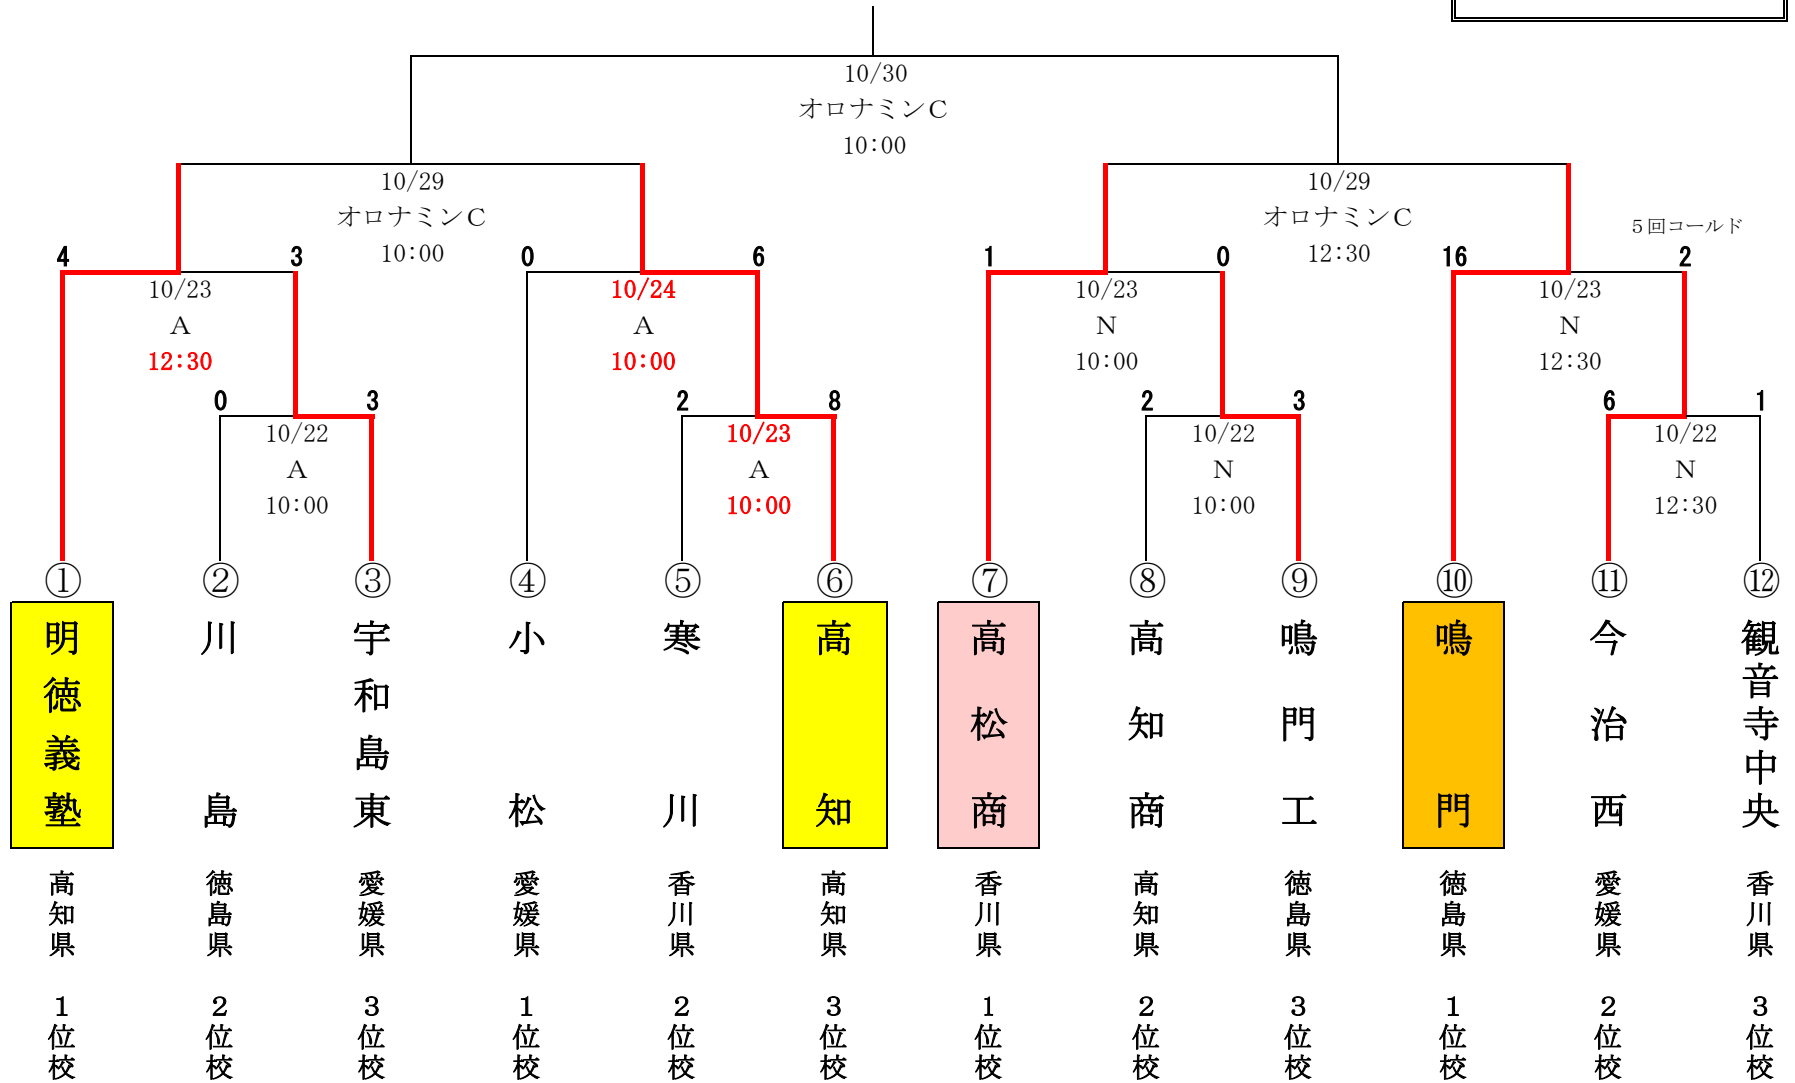 10/30
オロナミンC
10:00
10/29
オロナミンC
10:00
10/29
オロナミンC
12:30
５回コールド
4
3
0
6
1
0
16
2
10/23
A
12:30
10/24
A
10:00
10/23
N
10:00
10/23
N
12:30
0
3
2
8
2
3
6
1
10/22
A
10:00
10/23
A
10:00
10/22
N
10:00
10/22
N
12:30
①
②
③
④
⑤
⑥
⑦
⑧
⑨
⑩
⑪
⑫
明徳義塾
川島
宇和島東
小松
寒川
高知
高松商
高知商
鳴門工
鳴門
今治西
観音寺中央
高知県
徳島県
愛媛県
愛媛県
香川県
高知県
香川県
高知県
徳島県
徳島県
愛媛県
香川県
1位校
2位校
3位校
1位校
2位校
3位校
1位校
2位校
3位校
1位校
2位校
3位校